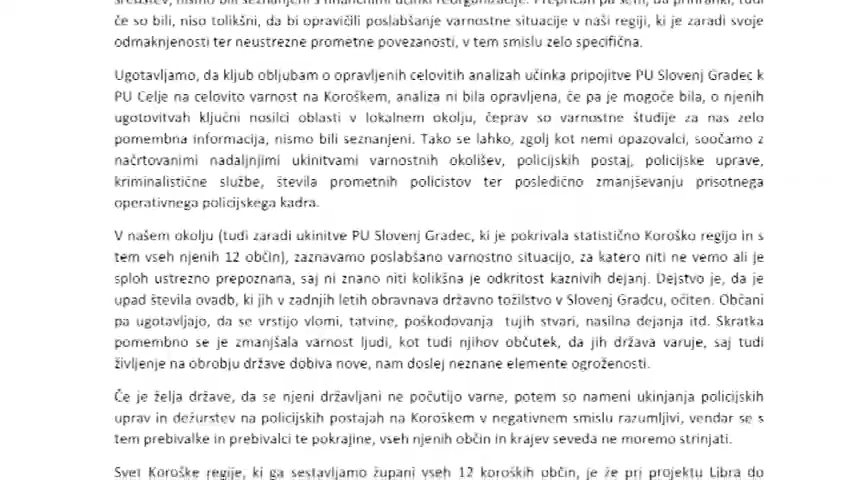 sredstev, nismo bili seznanjeni s finančnimi učinki reorganizacije. Prepričan pa sem, da prihranki, tudi
če so bili, niso tolikšni, da bi opravičili poslabšanje varnostne situacije v naši regiji, ki je zaradi svoje
odmaknjenosti ter neustrezne prometne povezanosti, v tem smislu zelo specifična.
Ugotavljamo, da kljub obljubam o opravljenih celovitih analizah učinka pripojitve PU Slovenj Gradec k
PU Celje na celovito varnost na Koroškem, analiza ni bila opravljena, če pa je mogoče bila, o njenih
ugotovitvah ključni nosilci oblasti v lokalnem okolju, čeprav so varnostne študije za nas zelo
pomembna informacija, nismo bili seznanjeni. Tako se lahko, zgolj kot nemi opazovalci, soočamo z
načrtovanimi nadaljnjimi ukinitvami varnostnih okolišev, policijskih postaj, policijske uprave,
kriminalistične službe, števila prometnih policistov ter posledično zmanjševanju prisotnega
operativnega policijskega kadra.
V našem okolju (tudi zaradi ukinitve PU Slovenj Gradec, ki je pokrivala statistično Koroško regijo in s
tem vseh njenih 12 občin), zaznavamo poslabšano varnostno situacijo, za katero niti ne vemo ali je
sploh ustrezno prepoznana, saj ni znano niti kolikšna je odkritost kaznivih dejanj. Dejstvo je, da je
upad števila ovadb, ki jih v zadnjih letih obravnava državno tožilstvo v Slovenj Gradcu, očiten. Občani
pa ugotavljajo, da se vrstijo vlomi, tatvine, poškodovanja tujih stvari, nasilna dejanja itd. Skratka
pomembno se je zmanjšala varnost ljudi, kot tudi njihov občutek, da jih država varuje, saj tudi
življenje na obrobju države dobiva nove, nam doslej neznane elemente ogroženosti.
Če je želja države, da se njeni državljani ne počutijo varne, potem so nameni ukinjanja policijskih
uprav in dežurstev na policijskih postajah na Koroškem v negativnem smislu razumljivi, vendar se s
tem prebivalke in prebivalci te pokrajine, vseh njenih občin in krajev seveda ne moremo strinjati.
Svet Koroške regije, ki ga sestavljamo župani vseh 12 koroških občin, je že pri projektu Libra do